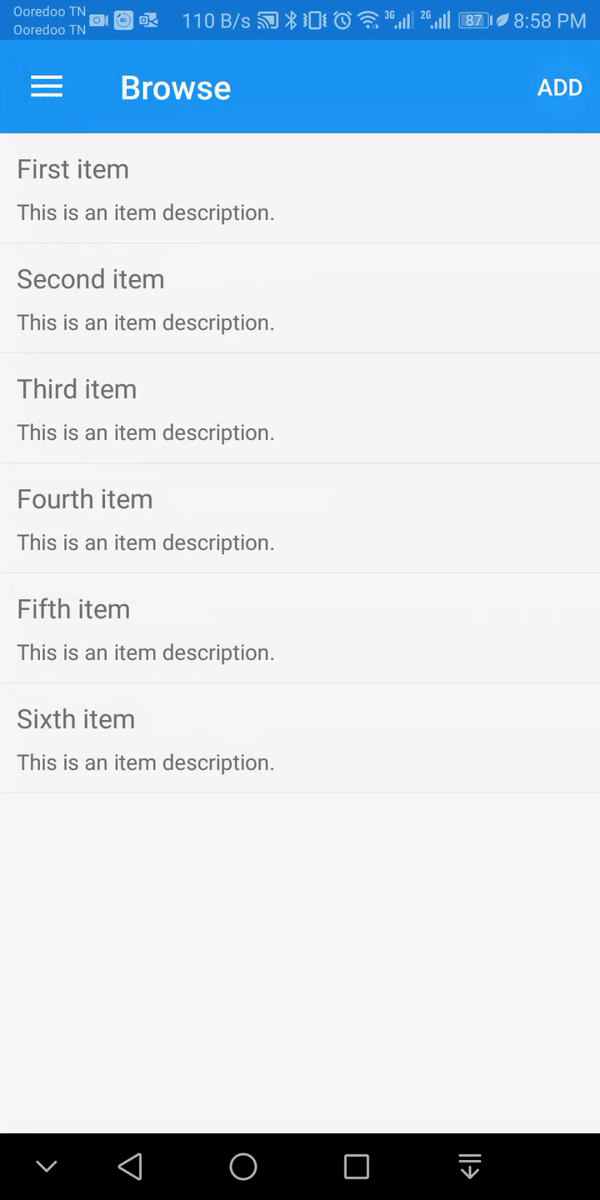 Ooredoo TN
Ooredoo TN
110 B/s 3G 2G 87 8:58 PM
Browse
ADD
First item
This is an item description.
Second item
This is an item description.
Third item
This is an item description.
Fourth item
This is an item description.
Fifth item
This is an item description.
Sixth item
This is an item description.